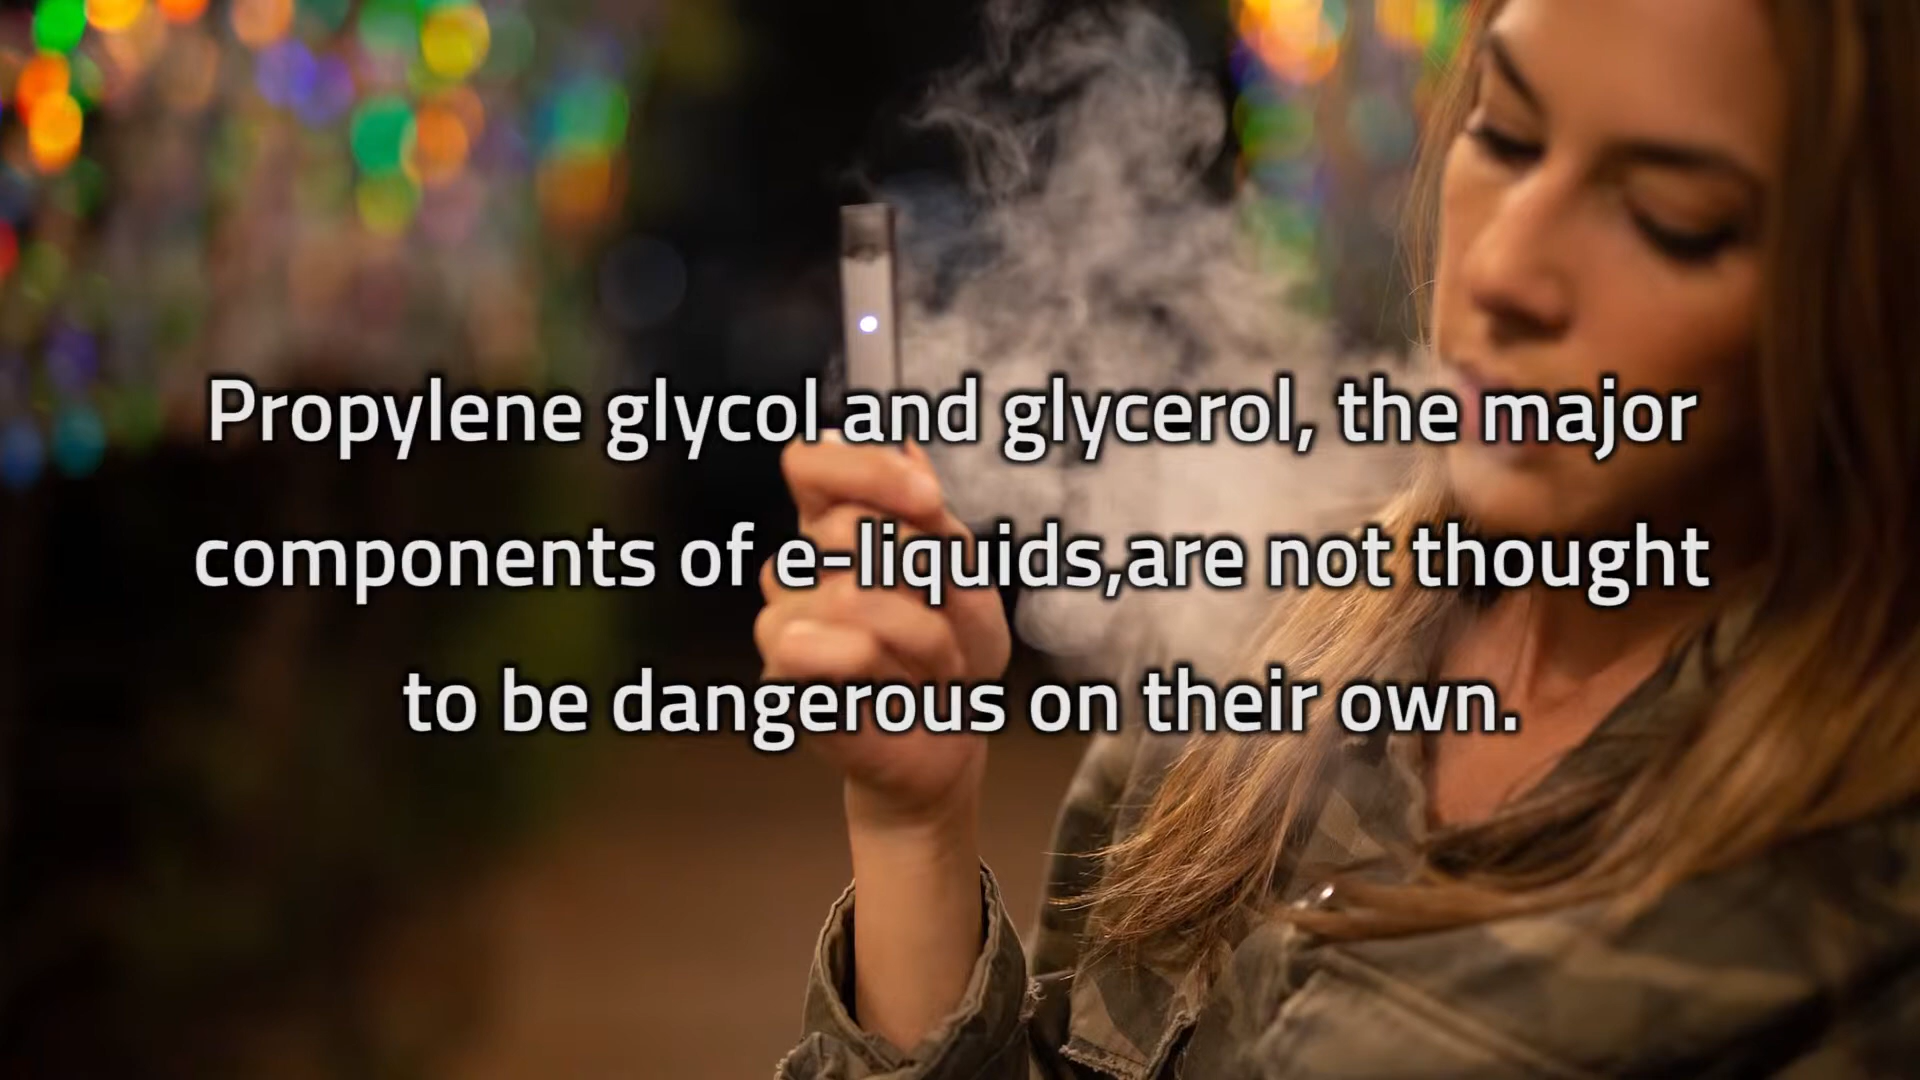 Propylene glycol and glycerol, the major
components of e-liquids,are not thought
to be dangerous on their own.